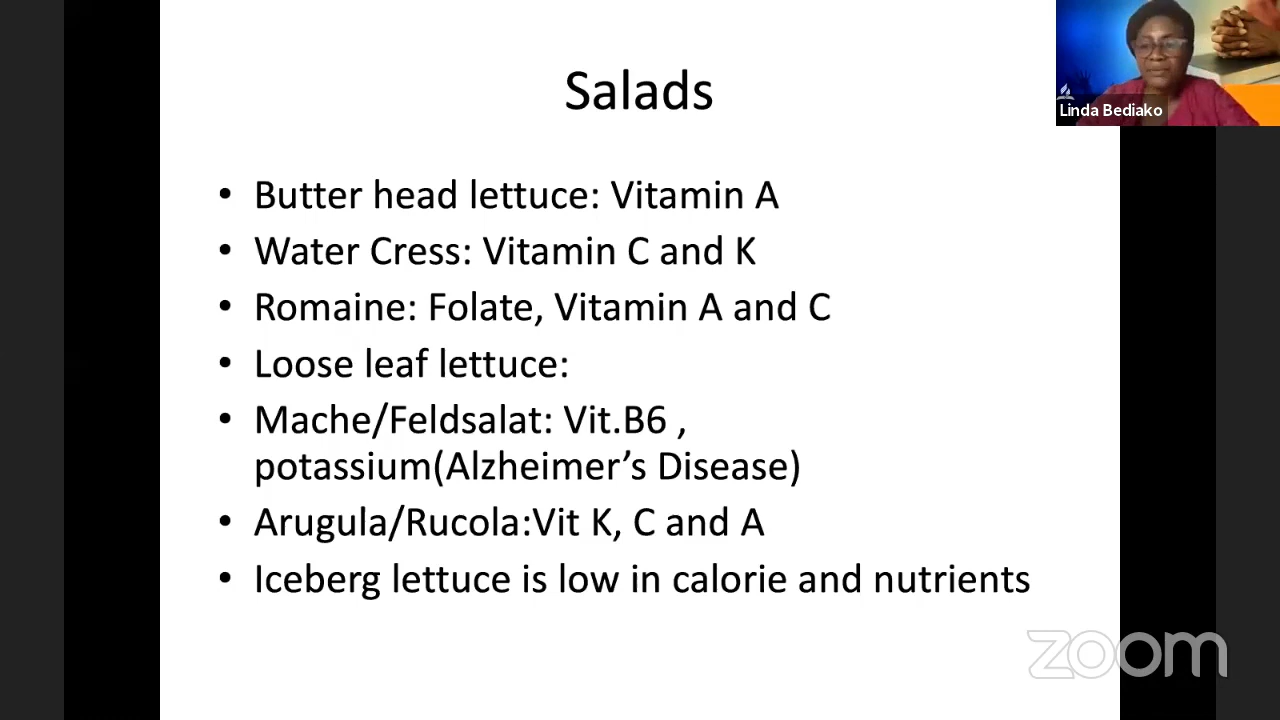 Salads
Linda Bediako
• Butter head lettuce: Vitamin A
• Water Cress: Vitamin C and K
• Romaine: Folate, Vitamin A and C
• Loose leaf lettuce:
• Mache/Feldsalat: Vit.B6 ,
potassium(Alzheimer’s Disease)
• Arugula/Rucola:Vit K, C and A
• Iceberg lettuce is low in calorie and nutrients
zoom